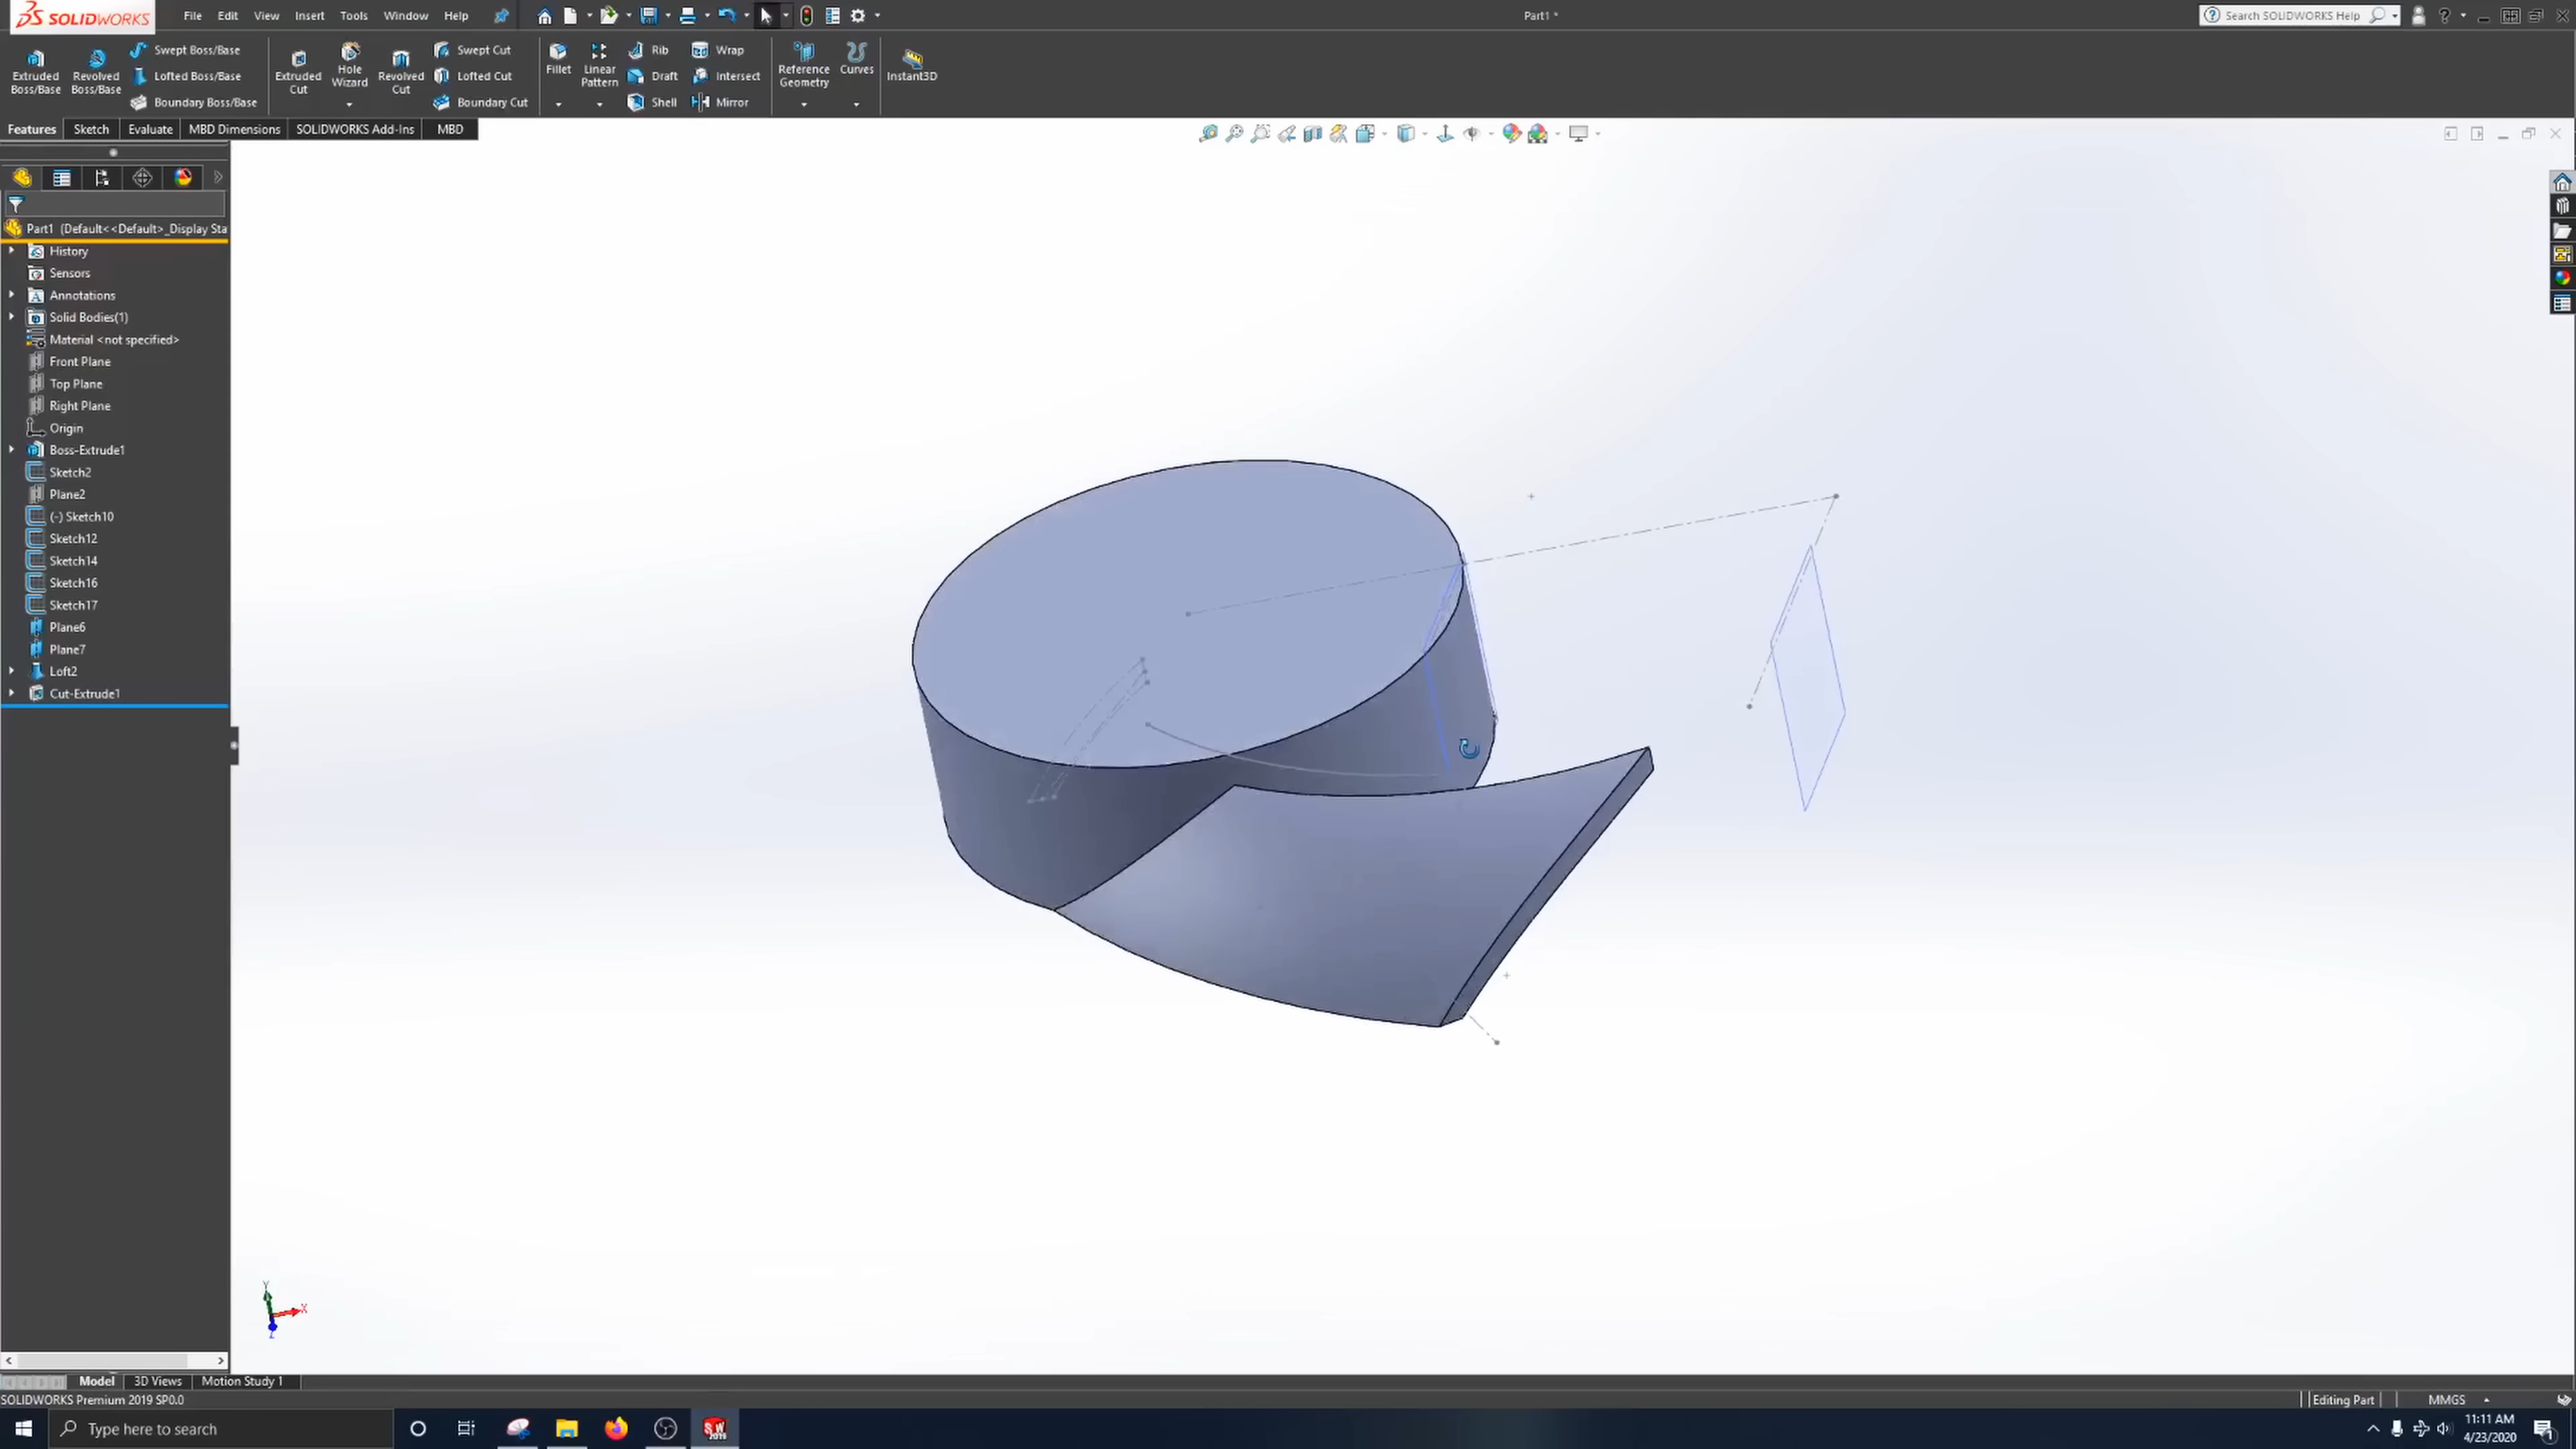 SOLIDWORKS File Edit View Insert Tools Window Help Part1 * Search SOLIDWORKS Help ?
Extruded Boss/Base
Revolved Boss/Base
Swept Boss/Base
Lofted Boss/Base
Boundary Boss/Base
Extruded Cut
Hole Wizard
Revolved Cut
Swept Cut
Lofted Cut
Boundary Cut
Fillet
Linear Pattern
Rib
Draft
Shell
Wrap
Intersect
Mirror
Reference Geometry
Curves
Instant3D
Features Sketch Evaluate MBD Dimensions SOLIDWORKS Add-Ins MBD
Part1 (Default<<Default>_Display Sta
History
Sensors
Annotations
Solid Bodies(1)
Material <not specified>
Front Plane
Top Plane
Right Plane
Origin
Boss-Extrude1
Sketch2
Plane2
(-) Sketch10
Sketch12
Sketch14
Sketch16
Sketch17
Plane6
Plane7
Loft2
Cut-Extrude1
Y
X
Z
Model 3D Views Motion Study 1
SOLIDWORKS Premium 2019 SP0.0 Editing Part MMGS
Type here to search
SW 2019
11:11 AM
4/23/2020
1